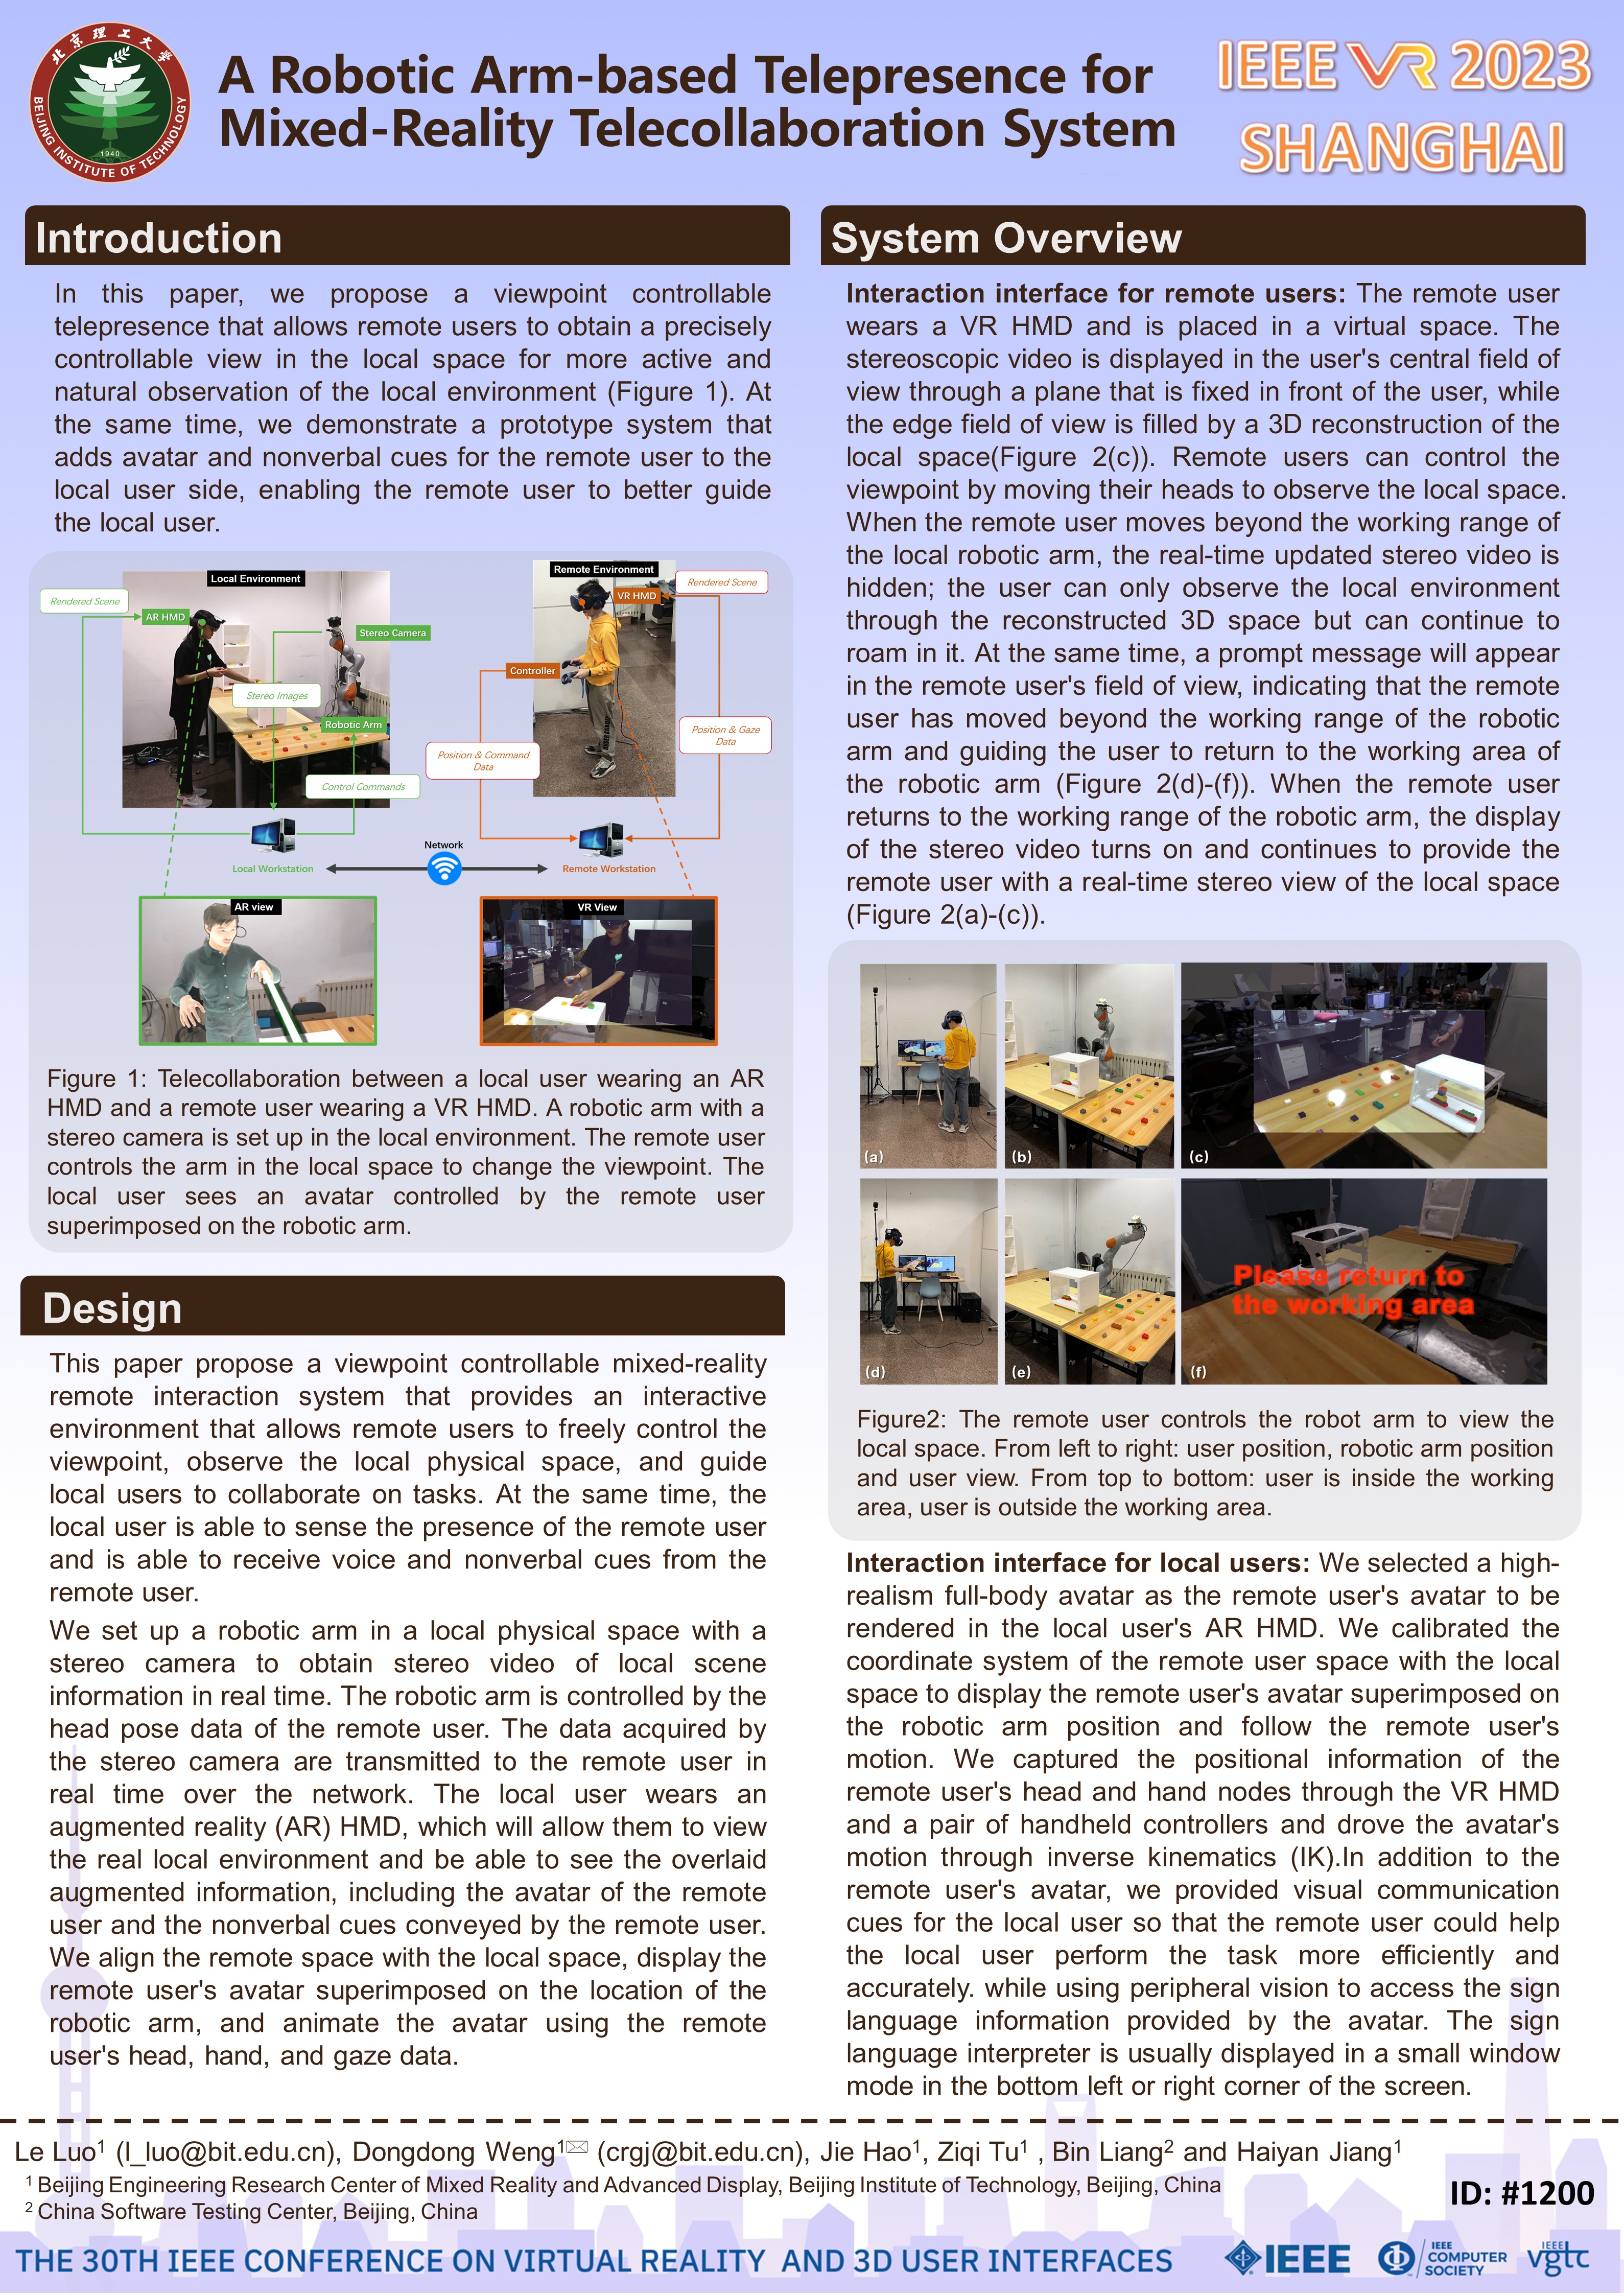 北京理工大学
BEIJING INSTITUTE OF TECHNOLOGY
1940
A Robotic Arm-based Telepresence for
Mixed-Reality Telecollaboration System
IEEE VR 2023
SHANGHAI
Introduction
In this paper, we propose a viewpoint controllable
telepresence that allows remote users to obtain a precisely
controllable view in the local space for more active and
natural observation of the local environment (Figure 1). At
the same time, we demonstrate a prototype system that
adds avatar and nonverbal cues for the remote user to the
local user side, enabling the remote user to better guide
the local user.
Local Environment
Rendered Scene
AR HMD
Stereo Camera
Stereo Images
Robotic Arm
Control Commands
Local Workstation
Remote Environment
Rendered Scene
VR HMD
Controller
Position & Gaze
Data
Position & Command
Data
Network
Remote Workstation
AR view
VR View
Figure 1: Telecollaboration between a local user wearing an AR
HMD and a remote user wearing a VR HMD. A robotic arm with a
stereo camera is set up in the local environment. The remote user
controls the arm in the local space to change the viewpoint. The
local user sees an avatar controlled by the remote user
superimposed on the robotic arm.
Design
This paper propose a viewpoint controllable mixed-reality
remote interaction system that provides an interactive
environment that allows remote users to freely control the
viewpoint, observe the local physical space, and guide
local users to collaborate on tasks. At the same time, the
local user is able to sense the presence of the remote user
and is able to receive voice and nonverbal cues from the
remote user.
We set up a robotic arm in a local physical space with a
stereo camera to obtain stereo video of local scene
information in real time. The robotic arm is controlled by the
head pose data of the remote user. The data acquired by
the stereo camera are transmitted to the remote user in
real time over the network. The local user wears an
augmented reality (AR) HMD, which will allow them to view
the real local environment and be able to see the overlaid
augmented information, including the avatar of the remote
user and the nonverbal cues conveyed by the remote user.
We align the remote space with the local space, display the
remote user's avatar superimposed on the location of the
robotic arm, and animate the avatar using the remote
user's head, hand, and gaze data.
System Overview
Interaction interface for remote users: The remote user
wears a VR HMD and is placed in a virtual space. The
stereoscopic video is displayed in the user's central field of
view through a plane that is fixed in front of the user, while
the edge field of view is filled by a 3D reconstruction of the
local space(Figure 2(c)). Remote users can control the
viewpoint by moving their heads to observe the local space.
When the remote user moves beyond the working range of
the local robotic arm, the real-time updated stereo video is
hidden; the user can only observe the local environment
through the reconstructed 3D space but can continue to
roam in it. At the same time, a prompt message will appear
in the remote user's field of view, indicating that the remote
user has moved beyond the working range of the robotic
arm and guiding the user to return to the working area of
the robotic arm (Figure 2(d)-(f)). When the remote user
returns to the working range of the robotic arm, the display
of the stereo video turns on and continues to provide the
remote user with a real-time stereo view of the local space
(Figure 2(a)-(c)).
(a)
(b)
(c)
(d)
(e)
(f)
Please return to
the working area
Figure2: The remote user controls the robot arm to view the
local space. From left to right: user position, robotic arm position
and user view. From top to bottom: user is inside the working
area, user is outside the working area.
Interaction interface for local users: We selected a high-
realism full-body avatar as the remote user's avatar to be
rendered in the local user's AR HMD. We calibrated the
coordinate system of the remote user space with the local
space to display the remote user's avatar superimposed on
the robotic arm position and follow the remote user's
motion. We captured the positional information of the
remote user's head and hand nodes through the VR HMD
and a pair of handheld controllers and drove the avatar's
motion through inverse kinematics (IK).In addition to the
remote user's avatar, we provided visual communication
cues for the local user so that the remote user could help
the local user perform the task more efficiently and
accurately. while using peripheral vision to access the sign
language information provided by the avatar. The sign
language interpreter is usually displayed in a small window
mode in the bottom left or right corner of the screen.
Le Luo¹ (l_luo@bit.edu.cn), Dongdong Weng¹✉ (crgj@bit.edu.cn), Jie Hao¹, Ziqi Tu¹ , Bin Liang² and Haiyan Jiang¹
¹ Beijing Engineering Research Center of Mixed Reality and Advanced Display, Beijing Institute of Technology, Beijing, China
² China Software Testing Center, Beijing, China
ID: #1200
THE 30TH IEEE CONFERENCE ON VIRTUAL REALITY AND 3D USER INTERFACES
IEEE
IEEE
COMPUTER
SOCIETY
IEEE
vgtc